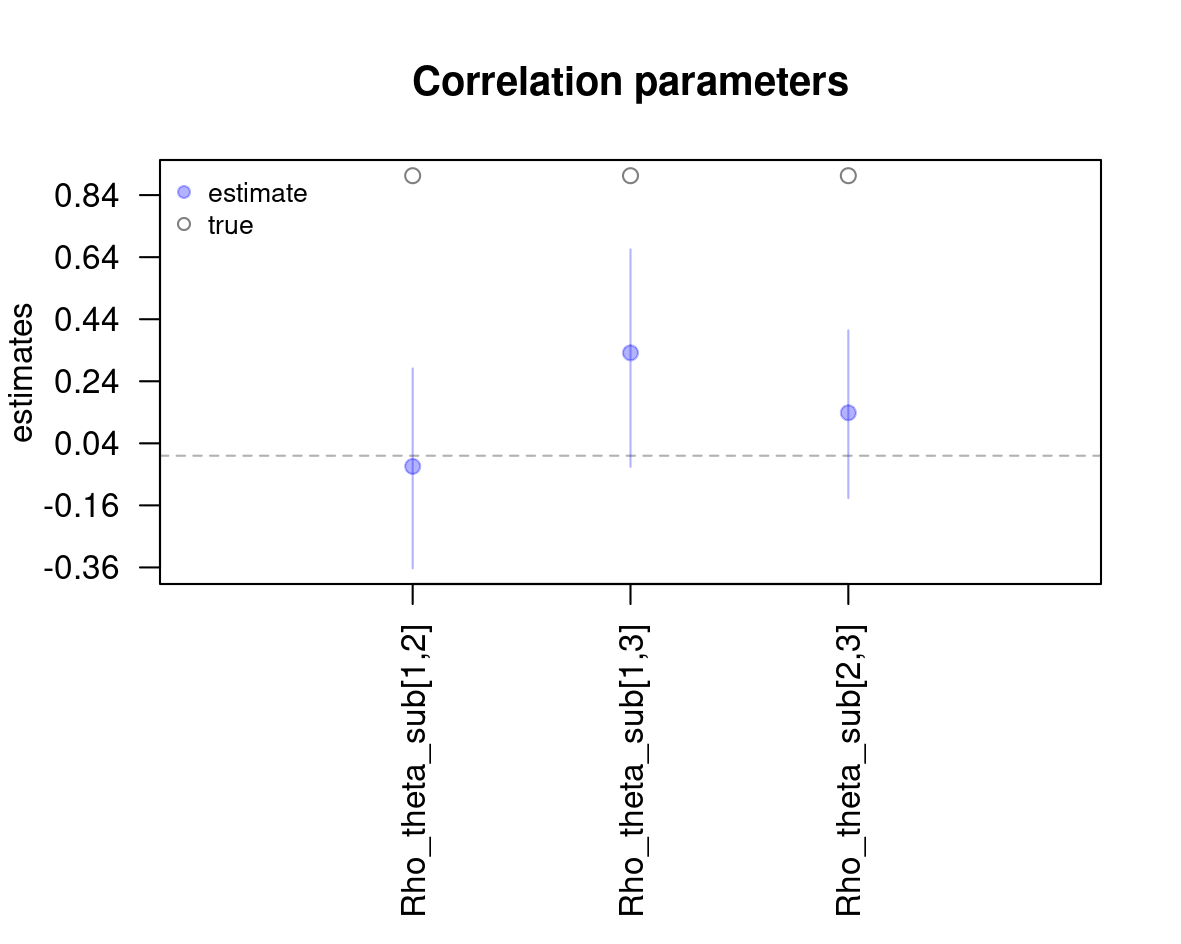 Correlation parameters
estimate
true
estimates
0.84
0.64
0.44
0.24
0.04
-0.16
-0.36
Rho_theta_sub[1,2]
Rho_theta_sub[1,3]
Rho_theta_sub[2,3]